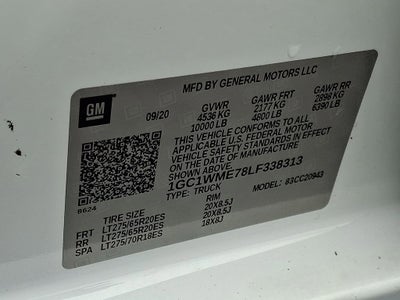 MFD BY GENERAL MOTORS LLC
GM
09/20 GVWR GAWR FRT GAWR RR
4536 KG 2177 KG 2898 KG
10000 LB 4800 LB 6390 LB
THIS VEHICLE CONFORMS TO ALL
APPLICABLE U.S. FEDERAL MOTOR
VEHICLE SAFETY STANDARDS IN EFFECT
ON THE DATE OF MANUFACTURE
SHOWN ABOVE.
1GC1WME78LF338313
TYPE: TRUCK MODEL: 83CC20943
8624
TIRE SIZE RIM
FRT LT275/65R20ES 20X8.5J
RR LT275/65R20ES 20X8.5J
SPA LT275/70R18ES 18X8J